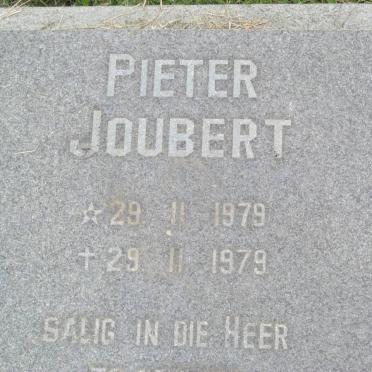 PIETER
JOUBERT
☆ 29 11 1979
✝ 29 11 1979
SALIG IN DIE HEER